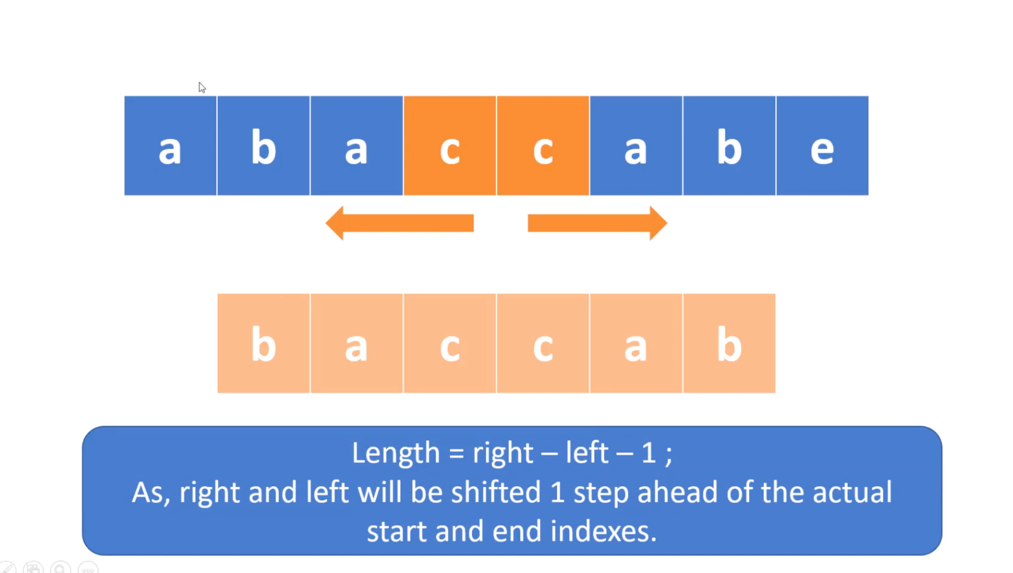 a b a c c a b e
b a c c a b
Length = right – left – 1 ;
As, right and left will be shifted 1 step ahead of the actual
start and end indexes.